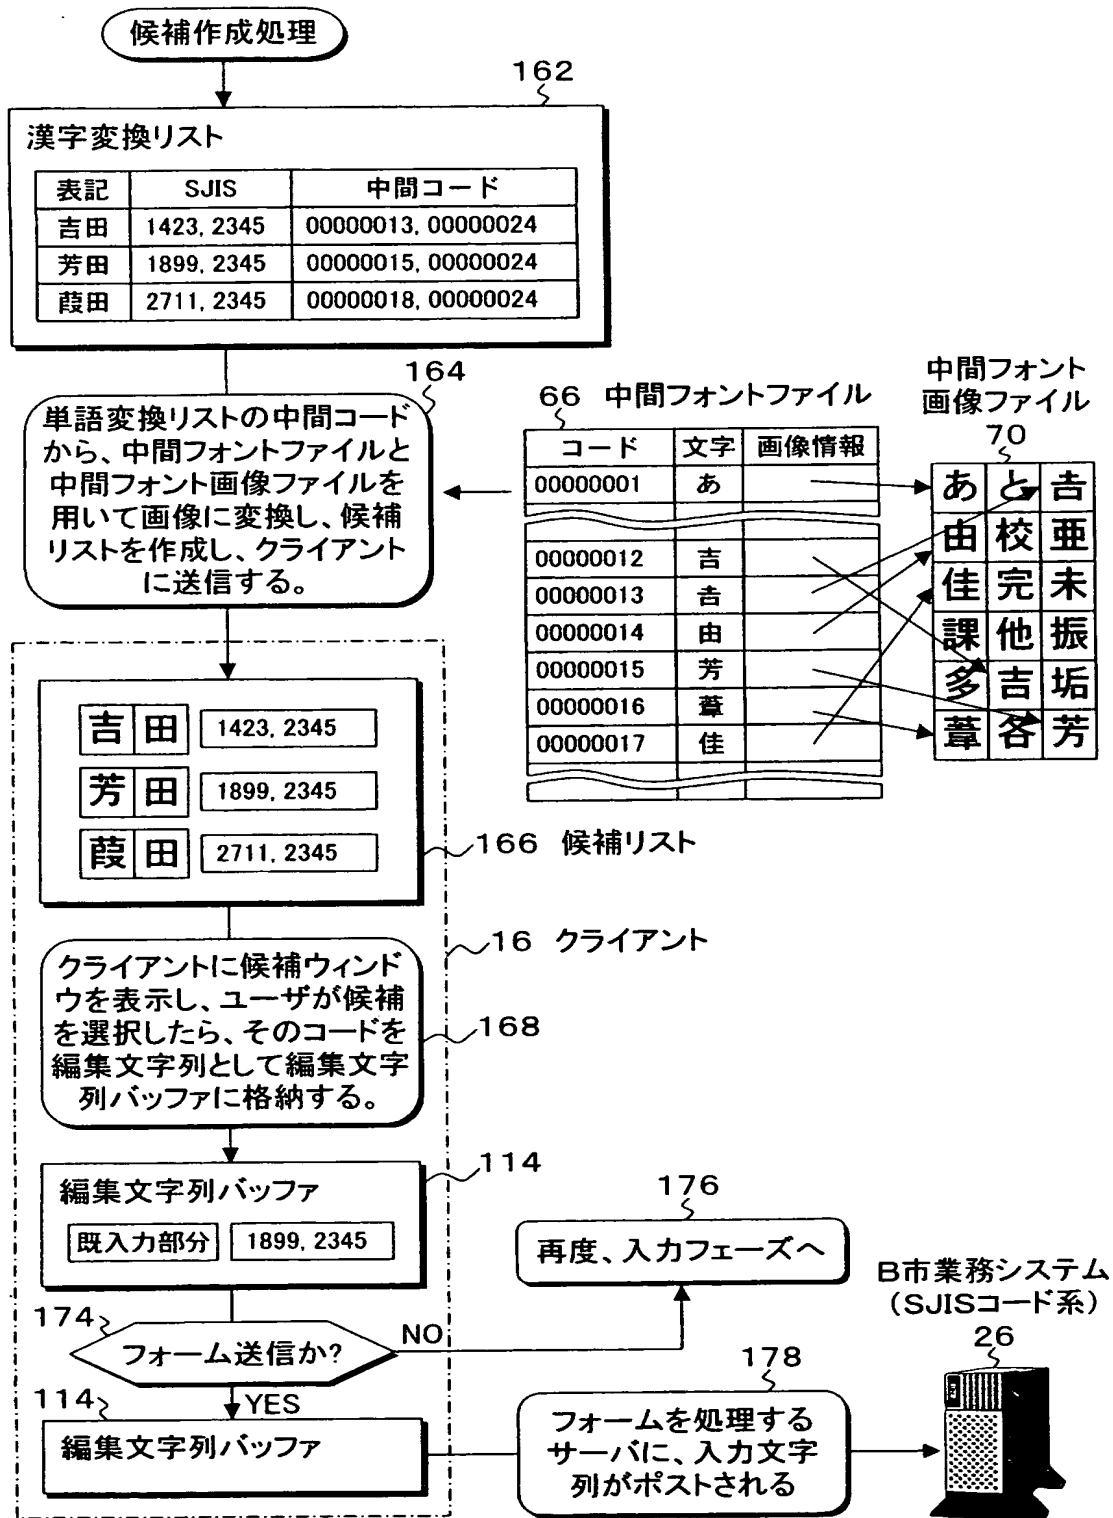 候補作成処理
162
漢字変換リスト
表記 SJIS 中間コード
吉田 1423, 2345 00000013, 00000024
芳田 1899, 2345 00000015, 00000024
葭田 2711, 2345 00000018, 00000024
164
単語変換リストの中間コード
から、中間フォントファイルと
中間フォント画像ファイルを
用いて画像に変換し、候補
リストを作成し、クライアント
に送信する。
66 中間フォントファイル
コード 文字 画像情報
00000001 あ
00000012 吉
00000013 𠮷
00000014 由
00000015 芳
00000016 葦
00000017 佳
中間フォント
画像ファイル
70
あ と 𠮷
由 校 亜
佳 完 未
課 他 振
多 吉 垢
葦 各 芳
吉 田 1423, 2345
芳 田 1899, 2345
葭 田 2711, 2345
166 候補リスト
16 クライアント
クライアントに候補ウィンド
ウを表示し、ユーザが候補
を選択したら、そのコードを
編集文字列として編集文字
列バッファに格納する。
168
114
編集文字列バッファ
既入力部分 1899, 2345
174
フォーム送信か?
NO
YES
176
再度、入力フェーズへ
114
編集文字列バッファ
178
フォームを処理する
サーバに、入力文字
列がポストされる
B市業務システム
(SJISコード系)
26